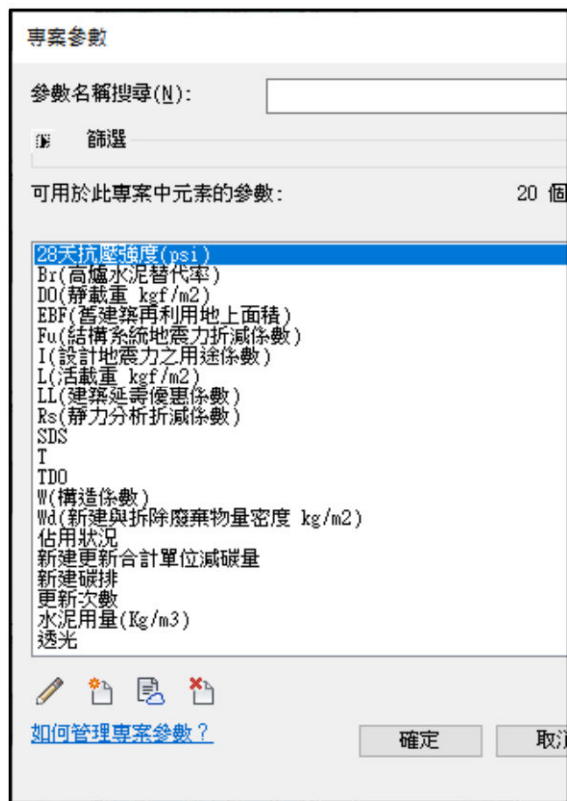 專案參數
參數名稱搜尋(N):
篩選
可用於此專案中元素的參數: 20 個
28天抗壓強度(psi)
Br(高爐水泥替代率)
DO(靜載重 kgf/m2)
EBF(舊建築再利用地上面積)
Fu(結構系統地震力折減係數)
I(設計地震力之用途係數)
L(活載重 kgf/m2)
LL(建築延壽優惠係數)
Rs(靜力分析折減係數)
SDS
T
TDO
W(構造係數)
Wd(新建與拆除廢棄物量密度 kg/m2)
佔用狀況
新建更新合計單位減碳量
新建碳排
更新次數
水泥用量(Kg/m3)
透光
如何管理專案參數？
確定 取消